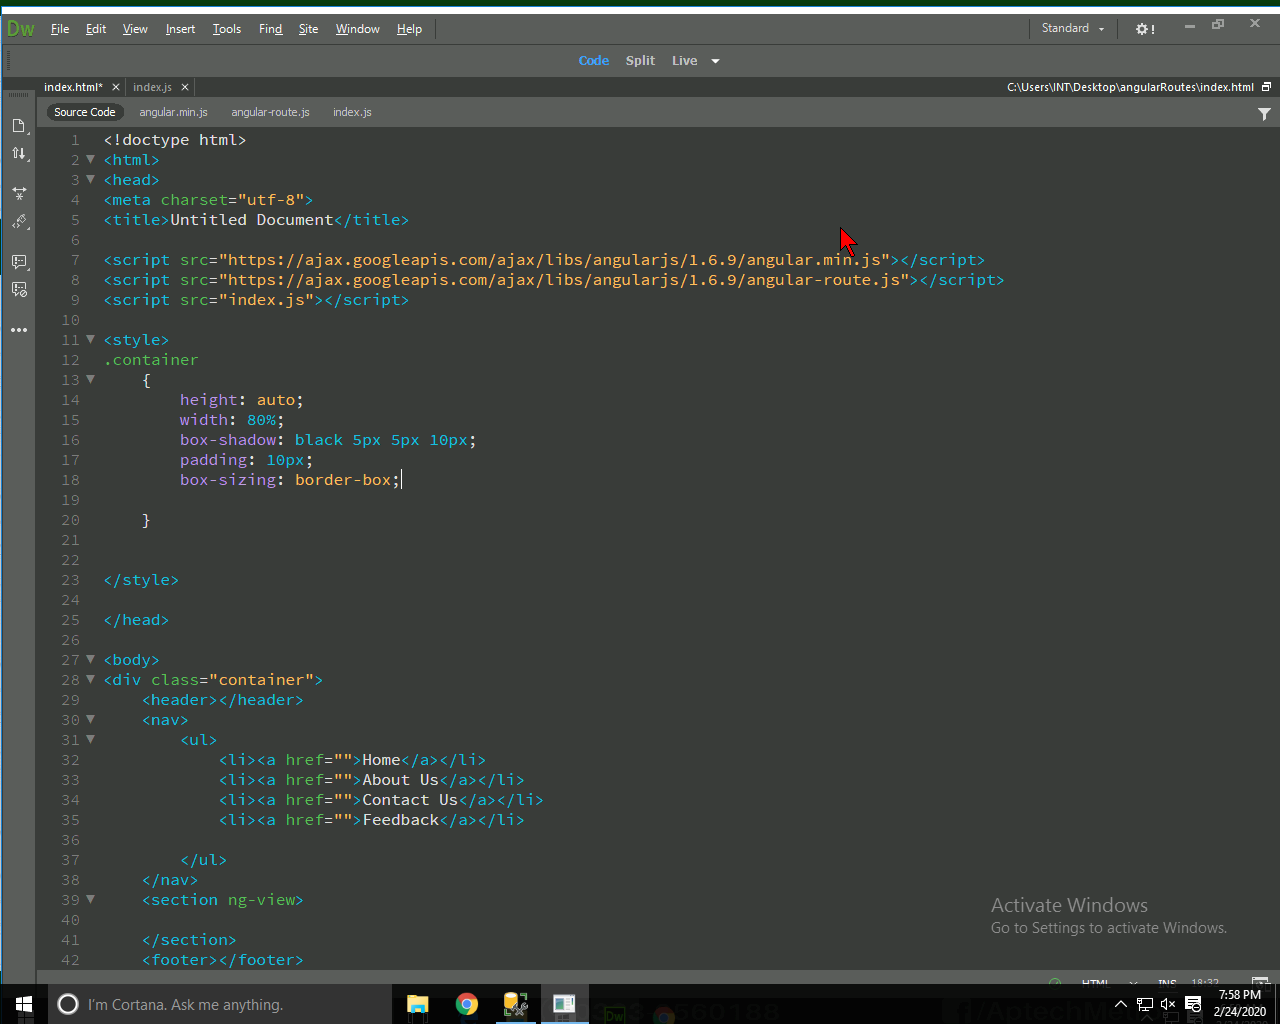 Dw File Edit View Insert Tools Find Site Window Help Standard !
Code Split Live
index.html* index.js C:\Users\INT\Desktop\angularRoutes\index.html
Source Code angular.min.js angular-route.js index.js
1 <!doctype html>
2 <html>
3 <head>
4 <meta charset="utf-8">
5 <title>Untitled Document</title>
6
7 <script src="https://ajax.googleapis.com/ajax/libs/angularjs/1.6.9/angular.min.js"></script>
8 <script src="https://ajax.googleapis.com/ajax/libs/angularjs/1.6.9/angular-route.js"></script>
9 <script src="index.js"></script>
10
11 <style>
12 .container
13 {
14 height: auto;
15 width: 80%;
16 box-shadow: black 5px 5px 10px;
17 padding: 10px;
18 box-sizing: border-box;
19
20 }
21
22
23 </style>
24
25 </head>
26
27 <body>
28 <div class="container">
29 <header></header>
30 <nav>
31 <ul>
32 <li><a href="">Home</a></li>
33 <li><a href="">About Us</a></li>
34 <li><a href="">Contact Us</a></li>
35 <li><a href="">Feedback</a></li>
36
37 </ul>
38 </nav>
39 <section ng-view>
40
41 </section>
42 <footer></footer>
Activate Windows
Go to Settings to activate Windows.
HTML INS 18:32
I'm Cortana. Ask me anything.
7:58 PM
2/24/2020